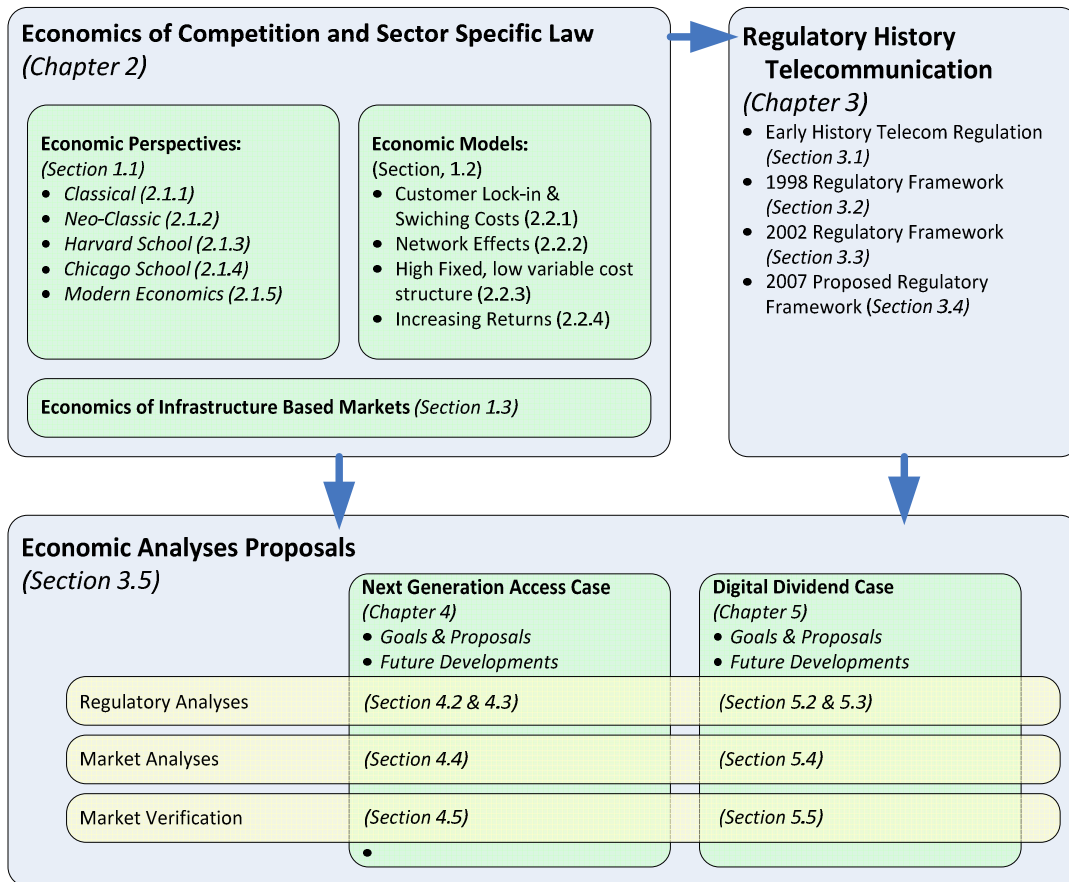 Economics of Competition and Sector Specific Law
(Chapter 2)
Economic Perspectives:
(Section 1.1)
• Classical (2.1.1)
• Neo-Classic (2.1.2)
• Harvard School (2.1.3)
• Chicago School (2.1.4)
• Modern Economics (2.1.5)
Economic Models:
(Section, 1.2)
• Customer Lock-in &
Swiching Costs (2.2.1)
• Network Effects (2.2.2)
• High Fixed, low variable cost
structure (2.2.3)
• Increasing Returns (2.2.4)
Economics of Infrastructure Based Markets (Section 1.3)
Regulatory History
Telecommunication
(Chapter 3)
• Early History Telecom Regulation
(Section 3.1)
• 1998 Regulatory Framework
(Section 3.2)
• 2002 Regulatory Framework
(Section 3.3)
• 2007 Proposed Regulatory
Framework (Section 3.4)
Economic Analyses Proposals
(Section 3.5)
Next Generation Access Case
(Chapter 4)
• Goals & Proposals
• Future Developments
Digital Dividend Case
(Chapter 5)
• Goals & Proposals
• Future Developments
Regulatory Analyses
(Section 4.2 & 4.3)
(Section 5.2 & 5.3)
Market Analyses
(Section 4.4)
(Section 5.4)
Market Verification
(Section 4.5)
(Section 5.5)
•